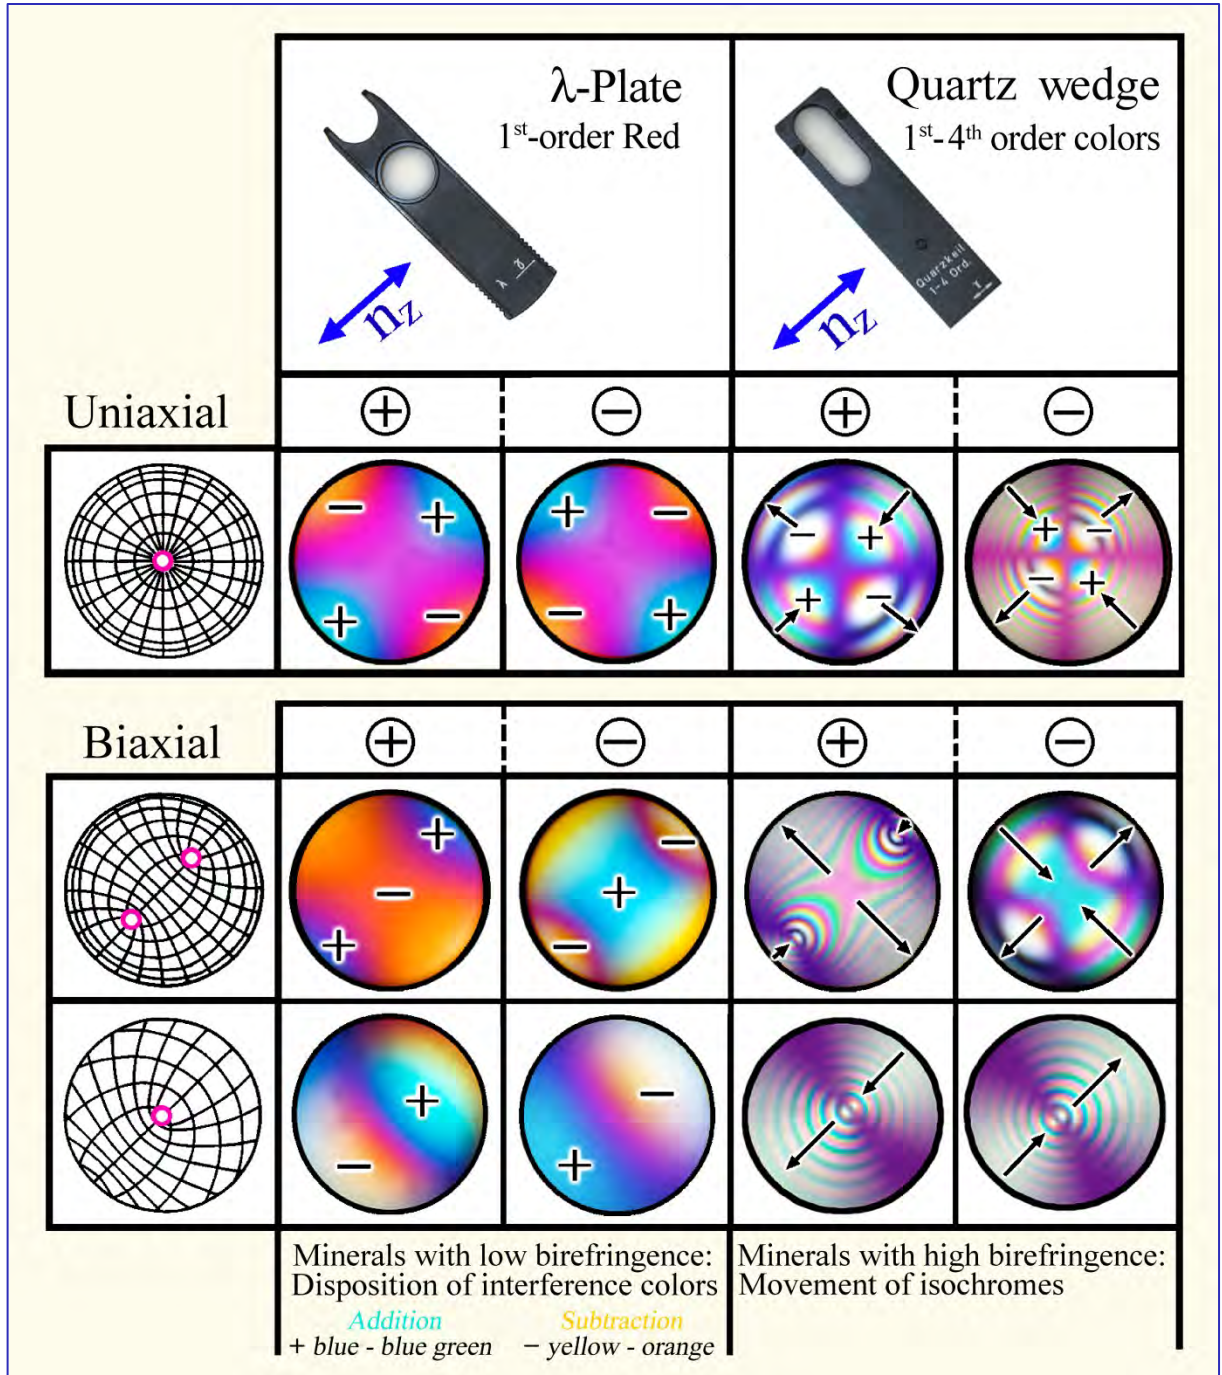 λ-Plate
1st-order Red
Quartz wedge
1st-4th order colors
λ γ
Quarzkeil
1-4 Ord.
γ
nz
nz
Uniaxial
+ − + −
− + + − − + + −
+ − − + + − − +
Biaxial
+ − + −
+ −
− +
+ −
+ −
− +
Minerals with low birefringence:
Disposition of interference colors
Addition Subtraction
+ blue - blue green − yellow - orange
Minerals with high birefringence:
Movement of isochromes